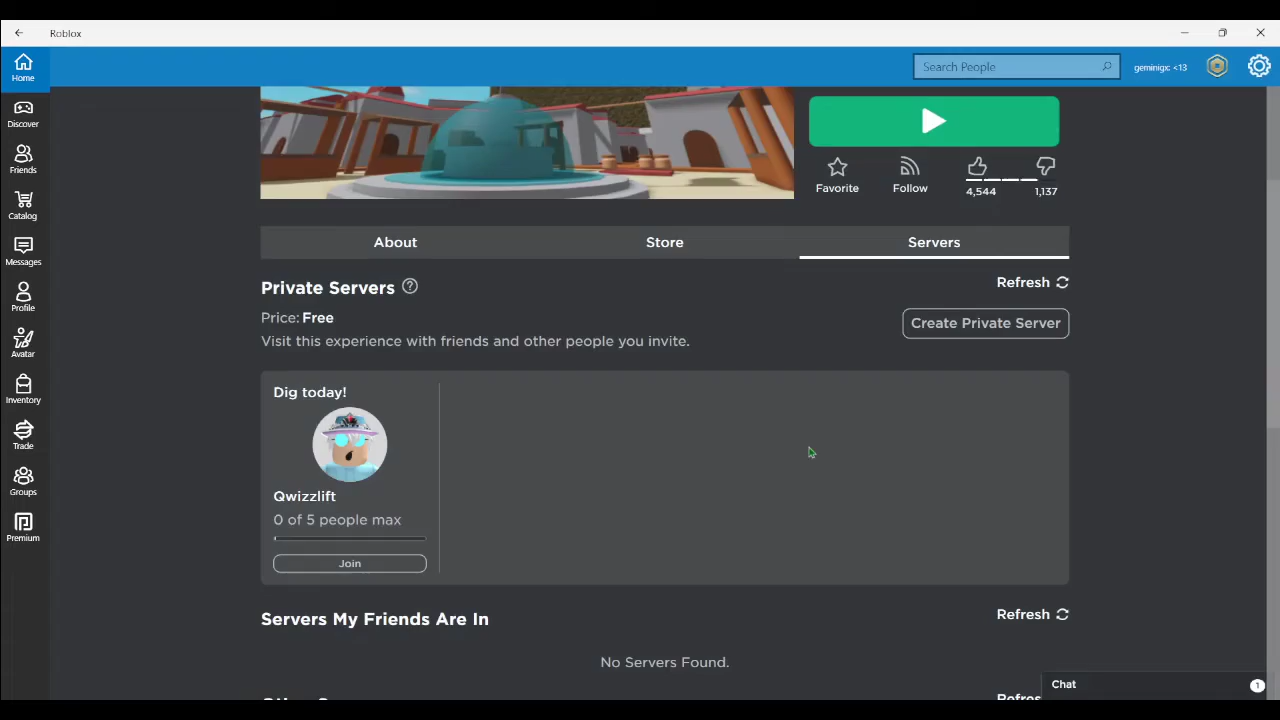 Roblox
Search People
geminigx: <13
Home
Discover
Friends
Catalog
Messages
Profile
Avatar
Inventory
Trade
Groups
Premium
Favorite
Follow
4,544
1,137
About
Store
Servers
Private Servers
Refresh
Price: Free
Create Private Server
Visit this experience with friends and other people you invite.
Dig today!
Qwizzlift
0 of 5 people max
Join
Servers My Friends Are In
Refresh
No Servers Found.
Chat
1